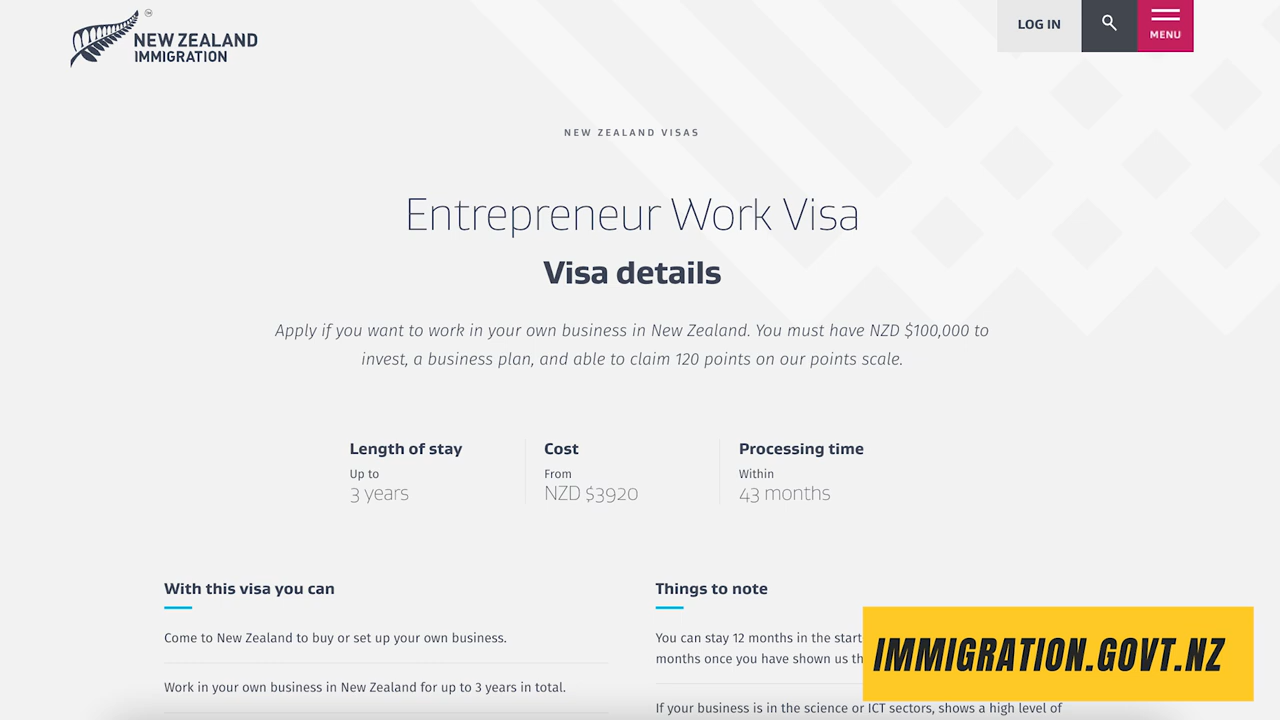 NEW ZEALAND
IMMIGRATION
LOG IN
MENU
NEW ZEALAND VISAS
Entrepreneur Work Visa
Visa details
Apply if you want to work in your own business in New Zealand. You must have NZD $100,000 to
invest, a business plan, and able to claim 120 points on our points scale.
Length of stay
Up to
3 years
Cost
From
NZD $3920
Processing time
Within
43 months
With this visa you can
Come to New Zealand to buy or set up your own business.
Work in your own business in New Zealand for up to 3 years in total.
Things to note
You can stay 12 months in the start
months once you have shown us th
If your business is in the science or ICT sectors, shows a high level of
IMMIGRATION.GOVT.NZ